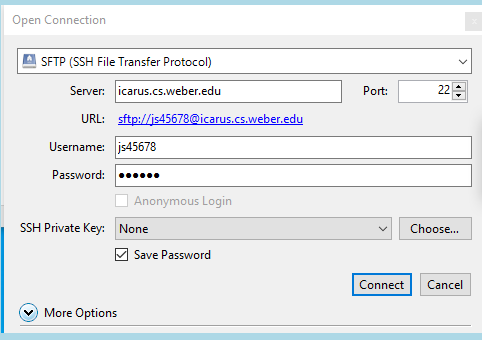 Open Connection
SFTP (SSH File Transfer Protocol)
Server: icarus.cs.weber.edu Port: 22
URL: sftp://js45678@icarus.cs.weber.edu
Username: js45678
Password: ●●●●●●
Anonymous Login
SSH Private Key: None Choose...
Save Password
Connect Cancel
More Options